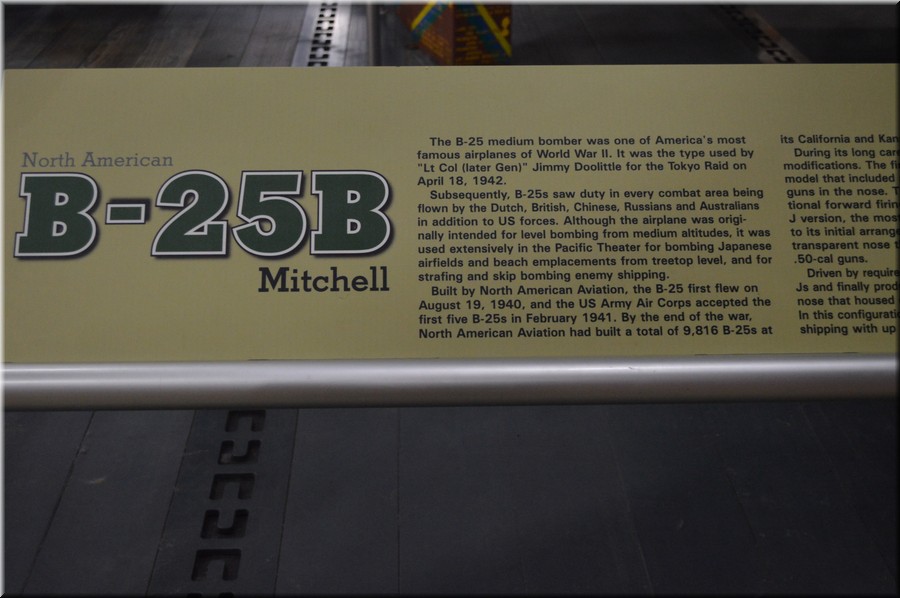 North American
B-25B
Mitchell
The B-25 medium bomber was one of America's most
famous airplanes of World War II. It was the type used by
"Lt Col (later Gen)" Jimmy Doolittle for the Tokyo Raid on
April 18, 1942.
Subsequently, B-25s saw duty in every combat area being
flown by the Dutch, British, Chinese, Russians and Australians
in addition to US forces. Although the airplane was origi-
nally intended for level bombing from medium altitudes, it was
used extensively in the Pacific Theater for bombing Japanese
airfields and beach emplacements from treetop level, and for
strafing and skip bombing enemy shipping.
Built by North American Aviation, the B-25 first flew on
August 19, 1940, and the US Army Air Corps accepted the
first five B-25s in February 1941. By the end of the war,
North American Aviation had built a total of 9,816 B-25s at
its California and Kan
During its long care
modifications. The fi
model that included
guns in the nose. T
tional forward firin
J version, the mos
to its initial arrange
transparent nose t
.50-cal guns.
Driven by require
Js and finally prod
nose that housed
In this configurati
shipping with up